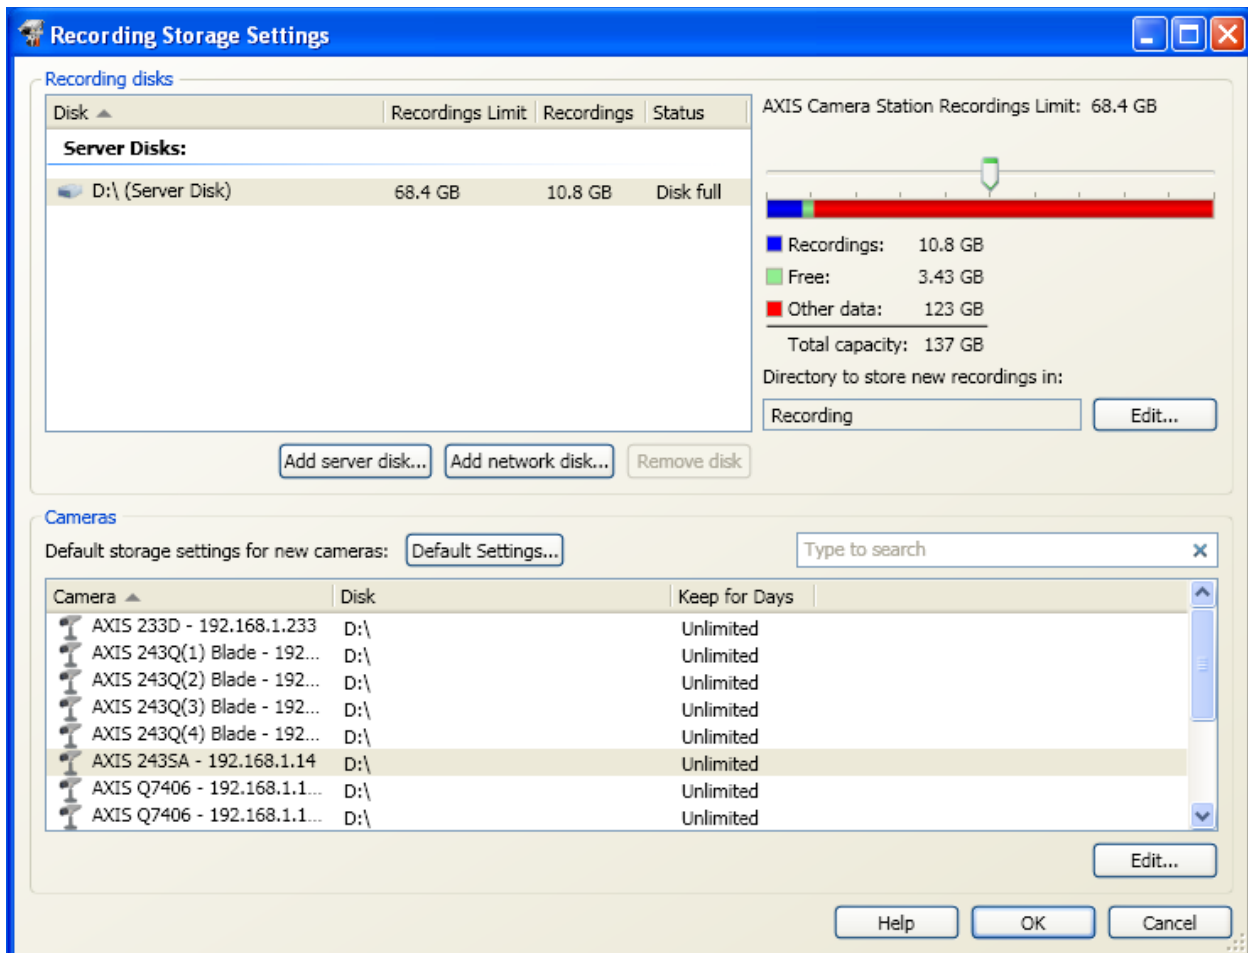 Recording Storage Settings
Recording disks
Disk Recordings Limit Recordings Status
Server Disks:
D:\ (Server Disk) 68.4 GB 10.8 GB Disk full
AXIS Camera Station Recordings Limit: 68.4 GB
Recordings: 10.8 GB
Free: 3.43 GB
Other data: 123 GB
Total capacity: 137 GB
Directory to store new recordings in:
Recording Edit...
Add server disk... Add network disk... Remove disk
Cameras
Default storage settings for new cameras: Default Settings... Type to search
Camera Disk Keep for Days
AXIS 233D - 192.168.1.233 D:\ Unlimited
AXIS 243Q(1) Blade - 192... D:\ Unlimited
AXIS 243Q(2) Blade - 192... D:\ Unlimited
AXIS 243Q(3) Blade - 192... D:\ Unlimited
AXIS 243Q(4) Blade - 192... D:\ Unlimited
AXIS 243SA - 192.168.1.14 D:\ Unlimited
AXIS Q7406 - 192.168.1.1... D:\ Unlimited
AXIS Q7406 - 192.168.1.1... D:\ Unlimited
Edit...
Help OK Cancel